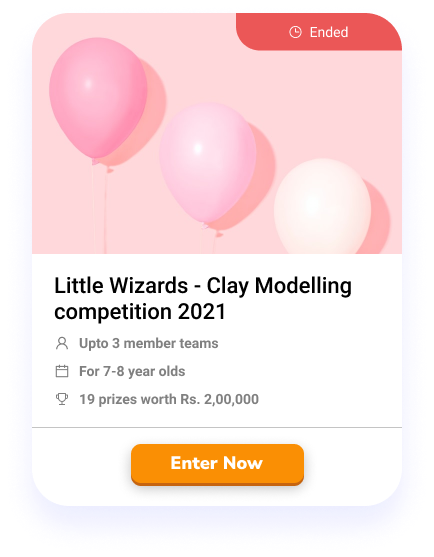 Ended
Little Wizards - Clay Modelling
competition 2021
Upto 3 member teams
For 7-8 year olds
19 prizes worth Rs. 2,00,000
Enter Now